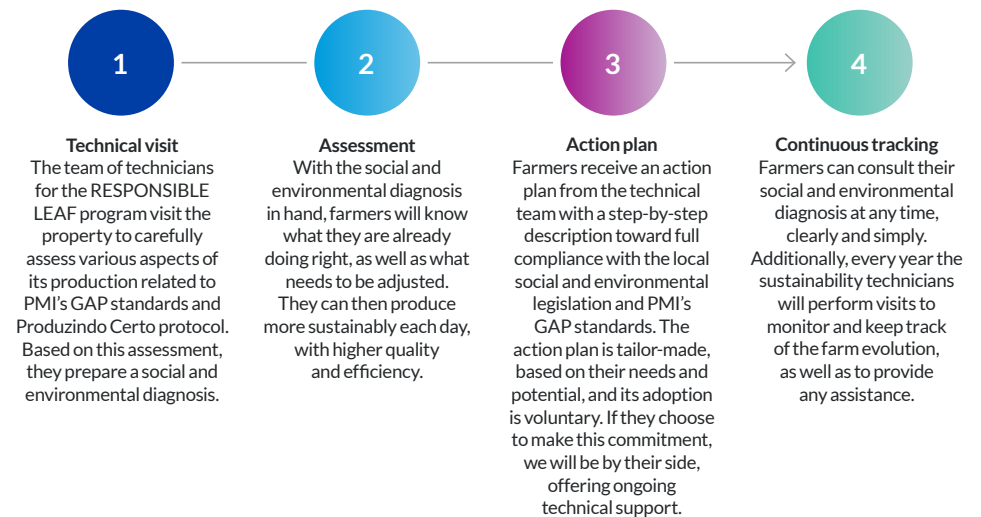 1
Technical visit
The team of technicians
for the RESPONSIBLE
LEAF program visit the
property to carefully
assess various aspects of
its production related to
PMI’s GAP standards and
Produzindo Certo protocol.
Based on this assessment,
they prepare a social and
environmental diagnosis.
2
Assessment
With the social and
environmental diagnosis
in hand, farmers will know
what they are already
doing right, as well as what
needs to be adjusted.
They can then produce
more sustainably each day,
with higher quality
and efficiency.
3
Action plan
Farmers receive an action
plan from the technical
team with a step-by-step
description toward full
compliance with the local
social and environmental
legislation and PMI’s
GAP standards. The
action plan is tailor-made,
based on their needs and
potential, and its adoption
is voluntary. If they choose
to make this commitment,
we will be by their side,
offering ongoing
technical support.
4
Continuous tracking
Farmers can consult their
social and environmental
diagnosis at any time,
clearly and simply.
Additionally, every year the
sustainability technicians
will perform visits to
monitor and keep track
of the farm evolution,
as well as to provide
any assistance.